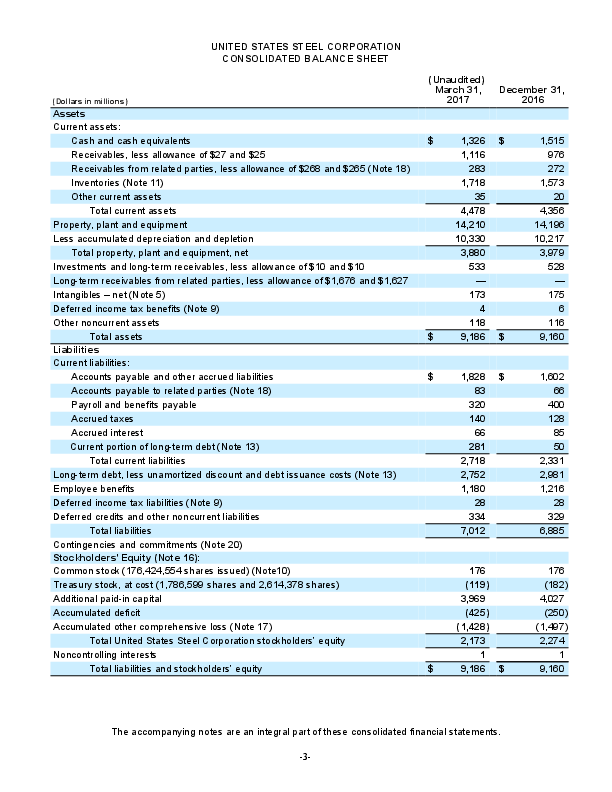 UNITED STATES STEEL CORPORATION
CONSOLIDATED BALANCE SHEET
(Dollars in millions) (Unaudited) March 31, 2017 December 31, 2016
Assets
Current assets:
Cash and cash equivalents $ 1,326 $ 1,515
Receivables, less allowance of $27 and $25 1,116 976
Receivables from related parties, less allowance of $268 and $265 (Note 18) 283 272
Inventories (Note 11) 1,718 1,573
Other current assets 35 20
Total current assets 4,478 4,356
Property, plant and equipment 14,210 14,196
Less accumulated depreciation and depletion 10,330 10,217
Total property, plant and equipment, net 3,880 3,979
Investments and long-term receivables, less allowance of $10 and $10 533 528
Long-term receivables from related parties, less allowance of $1,676 and $1,627 — —
Intangibles – net (Note 5) 173 175
Deferred income tax benefits (Note 9) 4 6
Other noncurrent assets 118 116
Total assets $ 9,186 $ 9,160
Liabilities
Current liabilities:
Accounts payable and other accrued liabilities $ 1,828 $ 1,602
Accounts payable to related parties (Note 18) 83 66
Payroll and benefits payable 320 400
Accrued taxes 140 128
Accrued interest 66 85
Current portion of long-term debt (Note 13) 281 50
Total current liabilities 2,718 2,331
Long-term debt, less unamortized discount and debt issuance costs (Note 13) 2,752 2,981
Employee benefits 1,180 1,216
Deferred income tax liabilities (Note 9) 28 28
Deferred credits and other noncurrent liabilities 334 329
Total liabilities 7,012 6,885
Contingencies and commitments (Note 20)
Stockholders' Equity (Note 16):
Common stock (176,424,554 shares issued) (Note10) 176 176
Treasury stock, at cost (1,786,599 shares and 2,614,378 shares) (119) (182)
Additional paid-in capital 3,969 4,027
Accumulated deficit (425) (250)
Accumulated other comprehensive loss (Note 17) (1,428) (1,497)
Total United States Steel Corporation stockholders' equity 2,173 2,274
Noncontrolling interests 1 1
Total liabilities and stockholders' equity $ 9,186 $ 9,160
The accompanying notes are an integral part of these consolidated financial statements.
-3-